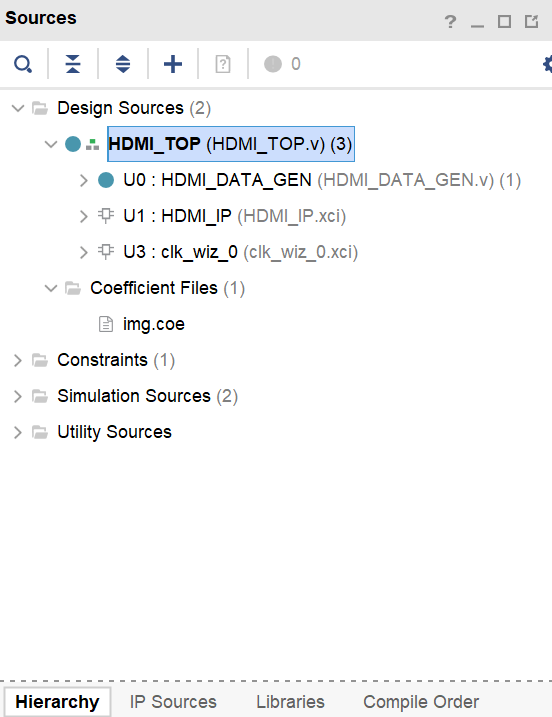 Sources
?
0
Design Sources (2)
HDMI_TOP (HDMI_TOP.v) (3)
U0 : HDMI_DATA_GEN (HDMI_DATA_GEN.v) (1)
U1 : HDMI_IP (HDMI_IP.xci)
U3 : clk_wiz_0 (clk_wiz_0.xci)
Coefficient Files (1)
img.coe
Constraints (1)
Simulation Sources (2)
Utility Sources
Hierarchy IP Sources Libraries Compile Order